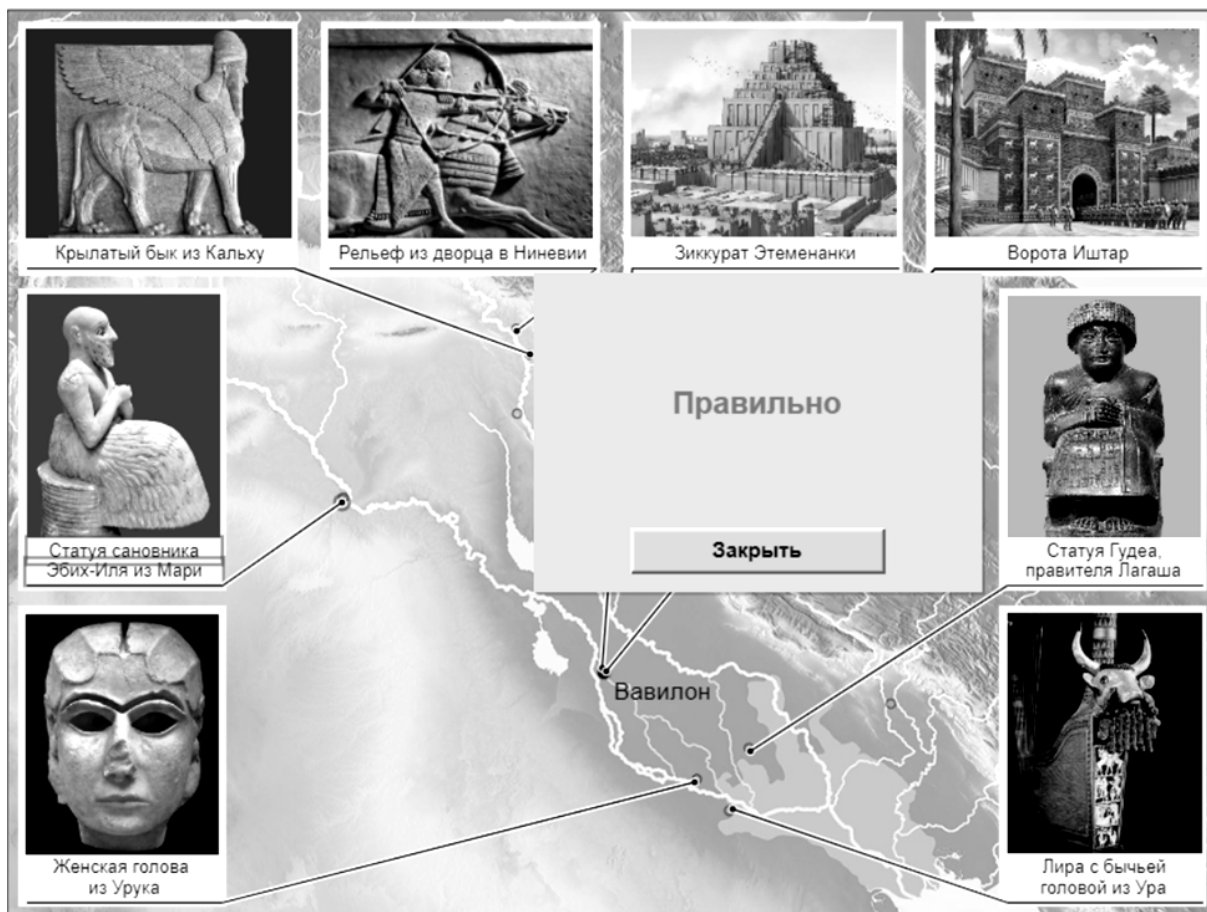 Крылатый бык из Кальху
Рельеф из дворца в Ниневии
Зиккурат Этеменанки
Ворота Иштар
Правильно
Закрыть
Статуя сановника
Эбих-Иля из Мари
Статуя Гудеа,
правителя Лагаша
Вавилон
Женская голова
из Урука
Лира с бычьей
головой из Ура